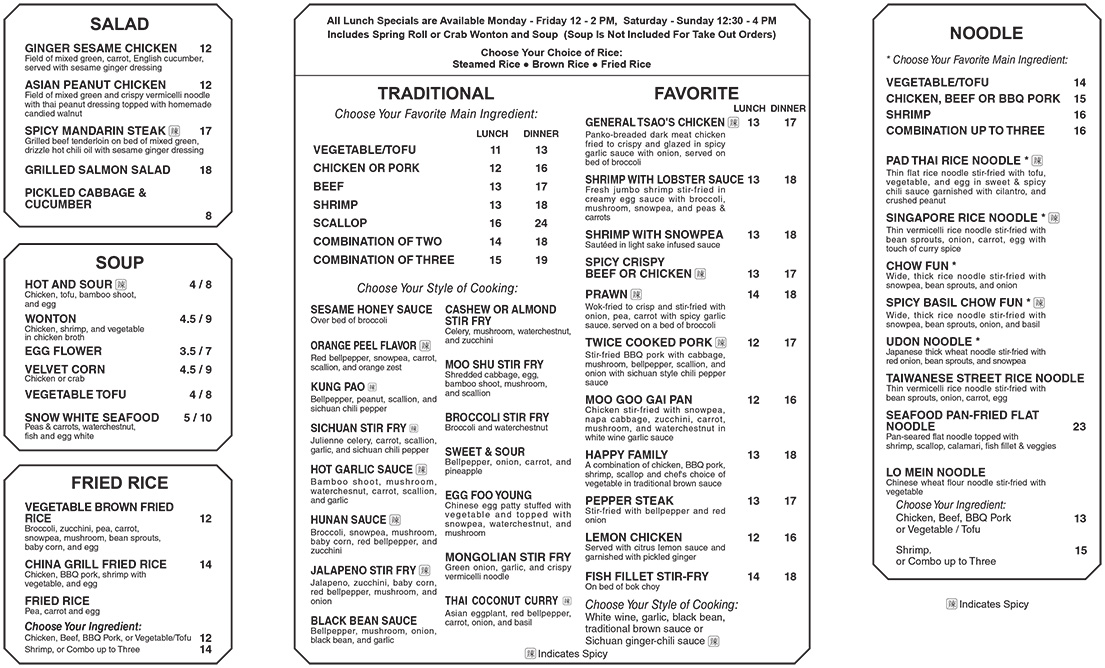 SALAD
GINGER SESAME CHICKEN 12
Field of mixed green, carrot, English cucumber,
served with sesame ginger dressing
ASIAN PEANUT CHICKEN 12
Field of mixed green and crispy vermicelli noodle
with thai peanut dressing topped with homemade
candied walnut
SPICY MANDARIN STEAK 辣 17
Grilled beef tenderloin on bed of mixed green,
drizzle hot chili oil with sesame ginger dressing
GRILLED SALMON SALAD 18
PICKLED CABBAGE &
CUCUMBER
8
SOUP
HOT AND SOUR 辣 4 / 8
Chicken, tofu, bamboo shoot,
and egg
WONTON 4.5 / 9
Chicken, shrimp, and vegetable
in chicken broth
EGG FLOWER 3.5 / 7
VELVET CORN 4.5 / 9
Chicken or crab
VEGETABLE TOFU 4 / 8
SNOW WHITE SEAFOOD 5 / 10
Peas & carrots, waterchestnut,
fish and egg white
FRIED RICE
VEGETABLE BROWN FRIED
RICE 12
Broccoli, zucchini, pea, carrot,
snowpea, mushroom, bean sprouts,
baby corn, and egg
CHINA GRILL FRIED RICE 14
Chicken, BBQ pork, shrimp with
vegetable, and egg
FRIED RICE
Pea, carrot and egg
Choose Your Ingredient:
Chicken, Beef, BBQ Pork, or Vegetable/Tofu 12
Shrimp, or Combo up to Three 14
All Lunch Specials are Available Monday - Friday 12 - 2 PM, Saturday - Sunday 12:30 - 4 PM
Includes Spring Roll or Crab Wonton and Soup (Soup Is Not Included For Take Out Orders)
Choose Your Choice of Rice:
Steamed Rice ● Brown Rice ● Fried Rice
TRADITIONAL
Choose Your Favorite Main Ingredient:
LUNCH DINNER
VEGETABLE/TOFU 11 13
CHICKEN OR PORK 12 16
BEEF 13 17
SHRIMP 13 18
SCALLOP 16 24
COMBINATION OF TWO 14 18
COMBINATION OF THREE 15 19
Choose Your Style of Cooking:
SESAME HONEY SAUCE
Over bed of broccoli
ORANGE PEEL FLAVOR 辣
Red bellpepper, snowpea, carrot,
scallion, and orange zest
KUNG PAO 辣
Bellpepper, peanut, scallion, and
sichuan chili pepper
SICHUAN STIR FRY 辣
Julienne celery, carrot, scallion,
garlic, and sichuan chili pepper
HOT GARLIC SAUCE 辣
Bamboo shoot, mushroom,
waterchesnut, carrot, scallion,
and garlic
HUNAN SAUCE 辣
Broccoli, snowpea, mushroom,
baby corn, red bellpepper, and
zucchini
JALAPENO STIR FRY 辣
Jalapeno, zucchini, baby corn,
red bellpepper, mushroom, and
onion
BLACK BEAN SAUCE
Bellpepper, mushroom, onion,
black bean, and garlic
CASHEW OR ALMOND
STIR FRY
Celery, mushroom, waterchestnut,
and zucchini
MOO SHU STIR FRY
Shredded cabbage, egg,
bamboo shoot, mushroom,
and scallion
BROCCOLI STIR FRY
Broccoli and waterchestnut
SWEET & SOUR
Bellpepper, onion, carrot, and
pineapple
EGG FOO YOUNG
Chinese egg patty stuffed with
vegetable and topped with
snowpea, waterchestnut, and
mushroom
MONGOLIAN STIR FRY
Green onion, garlic, and crispy
vermicelli noodle
THAI COCONUT CURRY 辣
Asian eggplant, red bellpepper,
carrot, onion, and basil
FAVORITE
LUNCH DINNER
GENERAL TSAO'S CHICKEN 辣 13 17
Panko-breaded dark meat chicken
fried to crispy and glazed in spicy
garlic sauce with onion, served on
bed of broccoli
SHRIMP WITH LOBSTER SAUCE 13 18
Fresh jumbo shrimp stir-fried in
creamy egg sauce with broccoli,
mushroom, snowpea, and peas &
carrots
SHRIMP WITH SNOWPEA 13 18
Sautéed in light sake infused sauce
SPICY CRISPY
BEEF OR CHICKEN 辣 13 17
PRAWN 辣 14 18
Wok-fried to crisp and stir-fried with
onion, pea, carrot with spicy garlic
sauce. served on a bed of broccoli
TWICE COOKED PORK 辣 12 17
Stir-fried BBQ pork with cabbage,
mushroom, bellpepper, scallion, and
onion with sichuan style chili pepper
sauce
MOO GOO GAI PAN 12 16
Chicken stir-fried with snowpea,
napa cabbage, zucchini, carrot,
mushroom, and waterchestnut in
white wine garlic sauce
HAPPY FAMILY 13 18
A combination of chicken, BBQ pork,
shrimp, scallop and chef's choice of
vegetable in traditional brown sauce
PEPPER STEAK 13 17
Stir-fried with bellpepper and red
onion
LEMON CHICKEN 12 16
Served with citrus lemon sauce and
garnished with pickled ginger
FISH FILLET STIR-FRY 14 18
On bed of bok choy
Choose Your Style of Cooking:
White wine, garlic, black bean,
traditional brown sauce or
Sichuan ginger-chili sauce 辣
辣 Indicates Spicy
NOODLE
* Choose Your Favorite Main Ingredient:
VEGETABLE/TOFU 14
CHICKEN, BEEF OR BBQ PORK 15
SHRIMP 16
COMBINATION UP TO THREE 16
PAD THAI RICE NOODLE * 辣
Thin flat rice noodle stir-fried with tofu,
vegetable, and egg in sweet & spicy
chili sauce garnished with cilantro, and
crushed peanut
SINGAPORE RICE NOODLE * 辣
Thin vermicelli rice noodle stir-fried with
bean sprouts, onion, carrot, egg with
touch of curry spice
CHOW FUN *
Wide, thick rice noodle stir-fried with
snowpea, bean sprouts, and onion
SPICY BASIL CHOW FUN * 辣
Wide, thick rice noodle stir-fried with
snowpea, bean sprouts, onion, and basil
UDON NOODLE *
Japanese thick wheat noodle stir-fried with
red onion, bean sprouts, and snowpea
TAIWANESE STREET RICE NOODLE
Thin vermicelli rice noodle stir-fried with
bean sprouts, onion, carrot, egg
SEAFOOD PAN-FRIED FLAT
NOODLE 23
Pan-seared flat noodle topped with
shrimp, scallop, calamari, fish fillet & veggies
LO MEIN NOODLE
Chinese wheat flour noodle stir-fried with
vegetable
Choose Your Ingredient:
Chicken, Beef, BBQ Pork 13
or Vegetable / Tofu
Shrimp. 15
or Combo up to Three
辣 Indicates Spicy